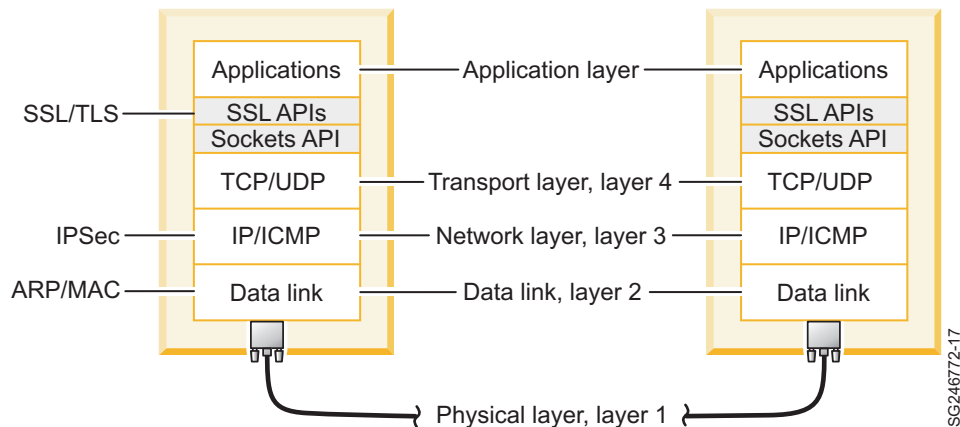 Applications
Application layer
Applications
SSL/TLS
SSL APIs
SSL APIs
Sockets API
Sockets API
TCP/UDP
Transport layer, layer 4
TCP/UDP
IPSec
IP/ICMP
Network layer, layer 3
IP/ICMP
ARP/MAC
Data link
Data link, layer 2
Data link
Physical layer, layer 1
SG246772-17